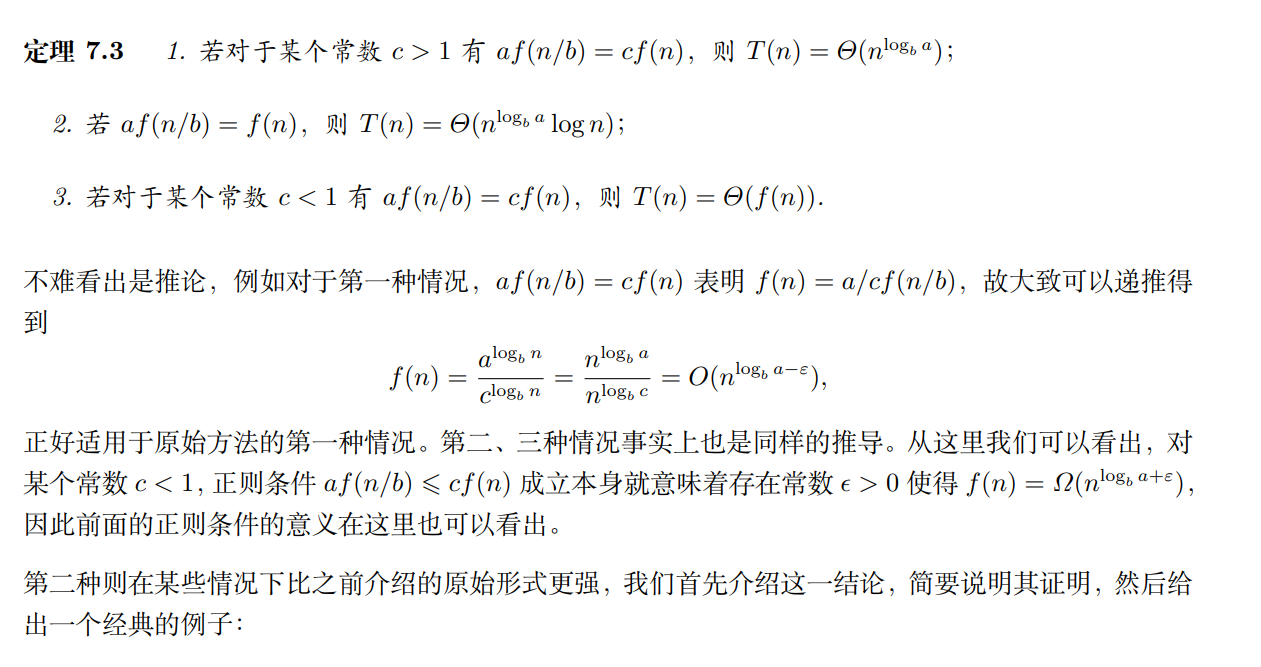 定理 7.3 1. 若对于某个常数 c > 1 有 af(n/b) = cf(n)，则 T(n) = Θ(n^{log_b a})；
2. 若 af(n/b) = f(n)，则 T(n) = Θ(n^{log_b a} log n)；
3. 若对于某个常数 c < 1 有 af(n/b) = cf(n)，则 T(n) = Θ(f(n)).
不难看出是推论，例如对于第一种情况，af(n/b) = cf(n) 表明 f(n) = a/cf(n/b)，故大致可以递推得
到
f(n) = \frac{a^{log_b n}}{c^{log_b n}} = \frac{n^{log_b a}}{n^{log_b c}} = O(n^{log_b a−ε}),
正好适用于原始方法的第一种情况。第二、三种情况事实上也是同样的推导。从这里我们可以看出，对
某个常数 c < 1, 正则条件 af(n/b) ⩽ cf(n) 成立本身就意味着存在常数 ϵ > 0 使得 f(n) = Ω(n^{log_b a+ε})，
因此前面的正则条件的意义在这里也可以看出。
第二种则在某些情况下比之前介绍的原始形式更强，我们首先介绍这一结论，简要说明其证明，然后给
出一个经典的例子：